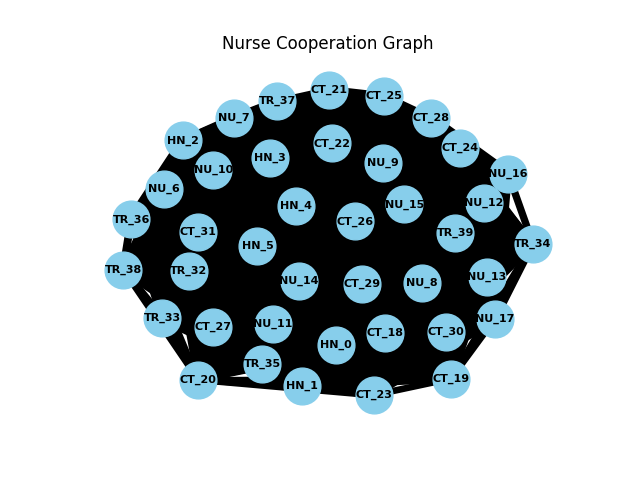 Nurse Cooperation Graph
CT_21
CT_25
TR_37
NU_7
CT_28
HN_2
CT_22
CT_24
HN_3
NU_9
NU_10
NU_16
NU_6
NU_12
NU_15
HN_4
TR_36
CT_26
CT_31
TR_39
TR_34
HN_5
TR_38
TR_32
NU_13
NU_14
CT_29
NU_8
TR_33
NU_17
NU_11
CT_27
CT_18
CT_30
HN_0
TR_35
CT_20
CT_19
HN_1
CT_23